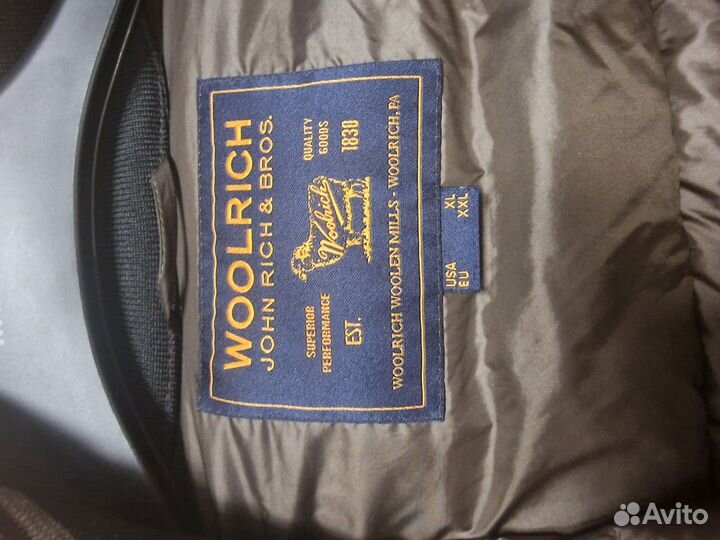 WOOLRICH
JOHN RICH & BROS.
SUPERIOR PERFORMANCE
QUALITY GOODS
Woolrich
EST. 1830
WOOLRICH WOOLEN MILLS - WOOLRICH, PA
USA XL
EU XXL
Avito